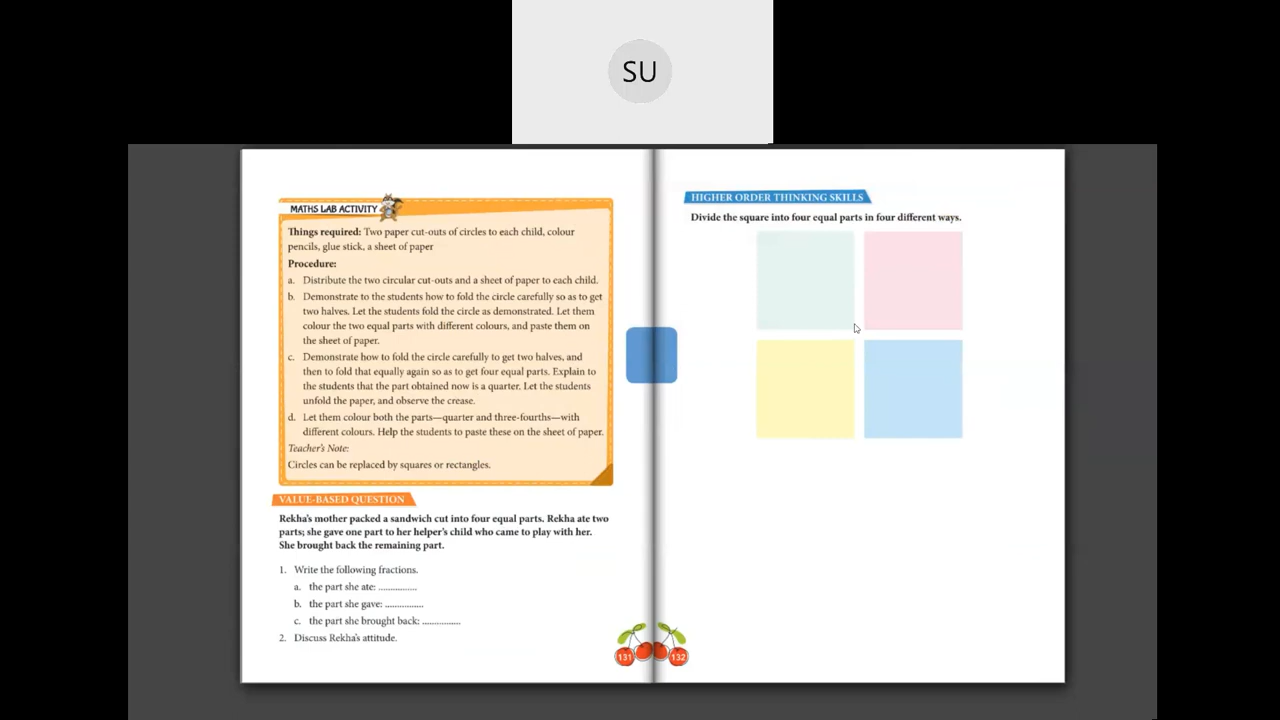 SU
MATHS LAB ACTIVITY
Things required: Two paper cut-outs of circles to each child, colour
pencils, glue stick, a sheet of paper
Procedure:
a. Distribute the two circular cut-outs and a sheet of paper to each child.
b. Demonstrate to the students how to fold the circle carefully so as to get
two halves. Let the students fold the circle as demonstrated. Let them
colour the two equal parts with different colours, and paste them on
the sheet of paper.
c. Demonstrate how to fold the circle carefully to get two halves, and
then to fold that equally again so as to get four equal parts. Explain to
the students that the part obtained now is a quarter. Let the students
unfold the paper, and observe the crease.
d. Let them colour both the parts—quarter and three-fourths—with
different colours. Help the students to paste these on the sheet of paper.
Teacher's Note:
Circles can be replaced by squares or rectangles.
VALUE-BASED QUESTION
Rekha's mother packed a sandwich cut into four equal parts. Rekha ate two
parts; she gave one part to her helper's child who came to play with her.
She brought back the remaining part.
1. Write the following fractions.
a. the part she ate: ...............
b. the part she gave: ...............
c. the part she brought back: ...............
2. Discuss Rekha's attitude.
131
HIGHER ORDER THINKING SKILLS
Divide the square into four equal parts in four different ways.
132